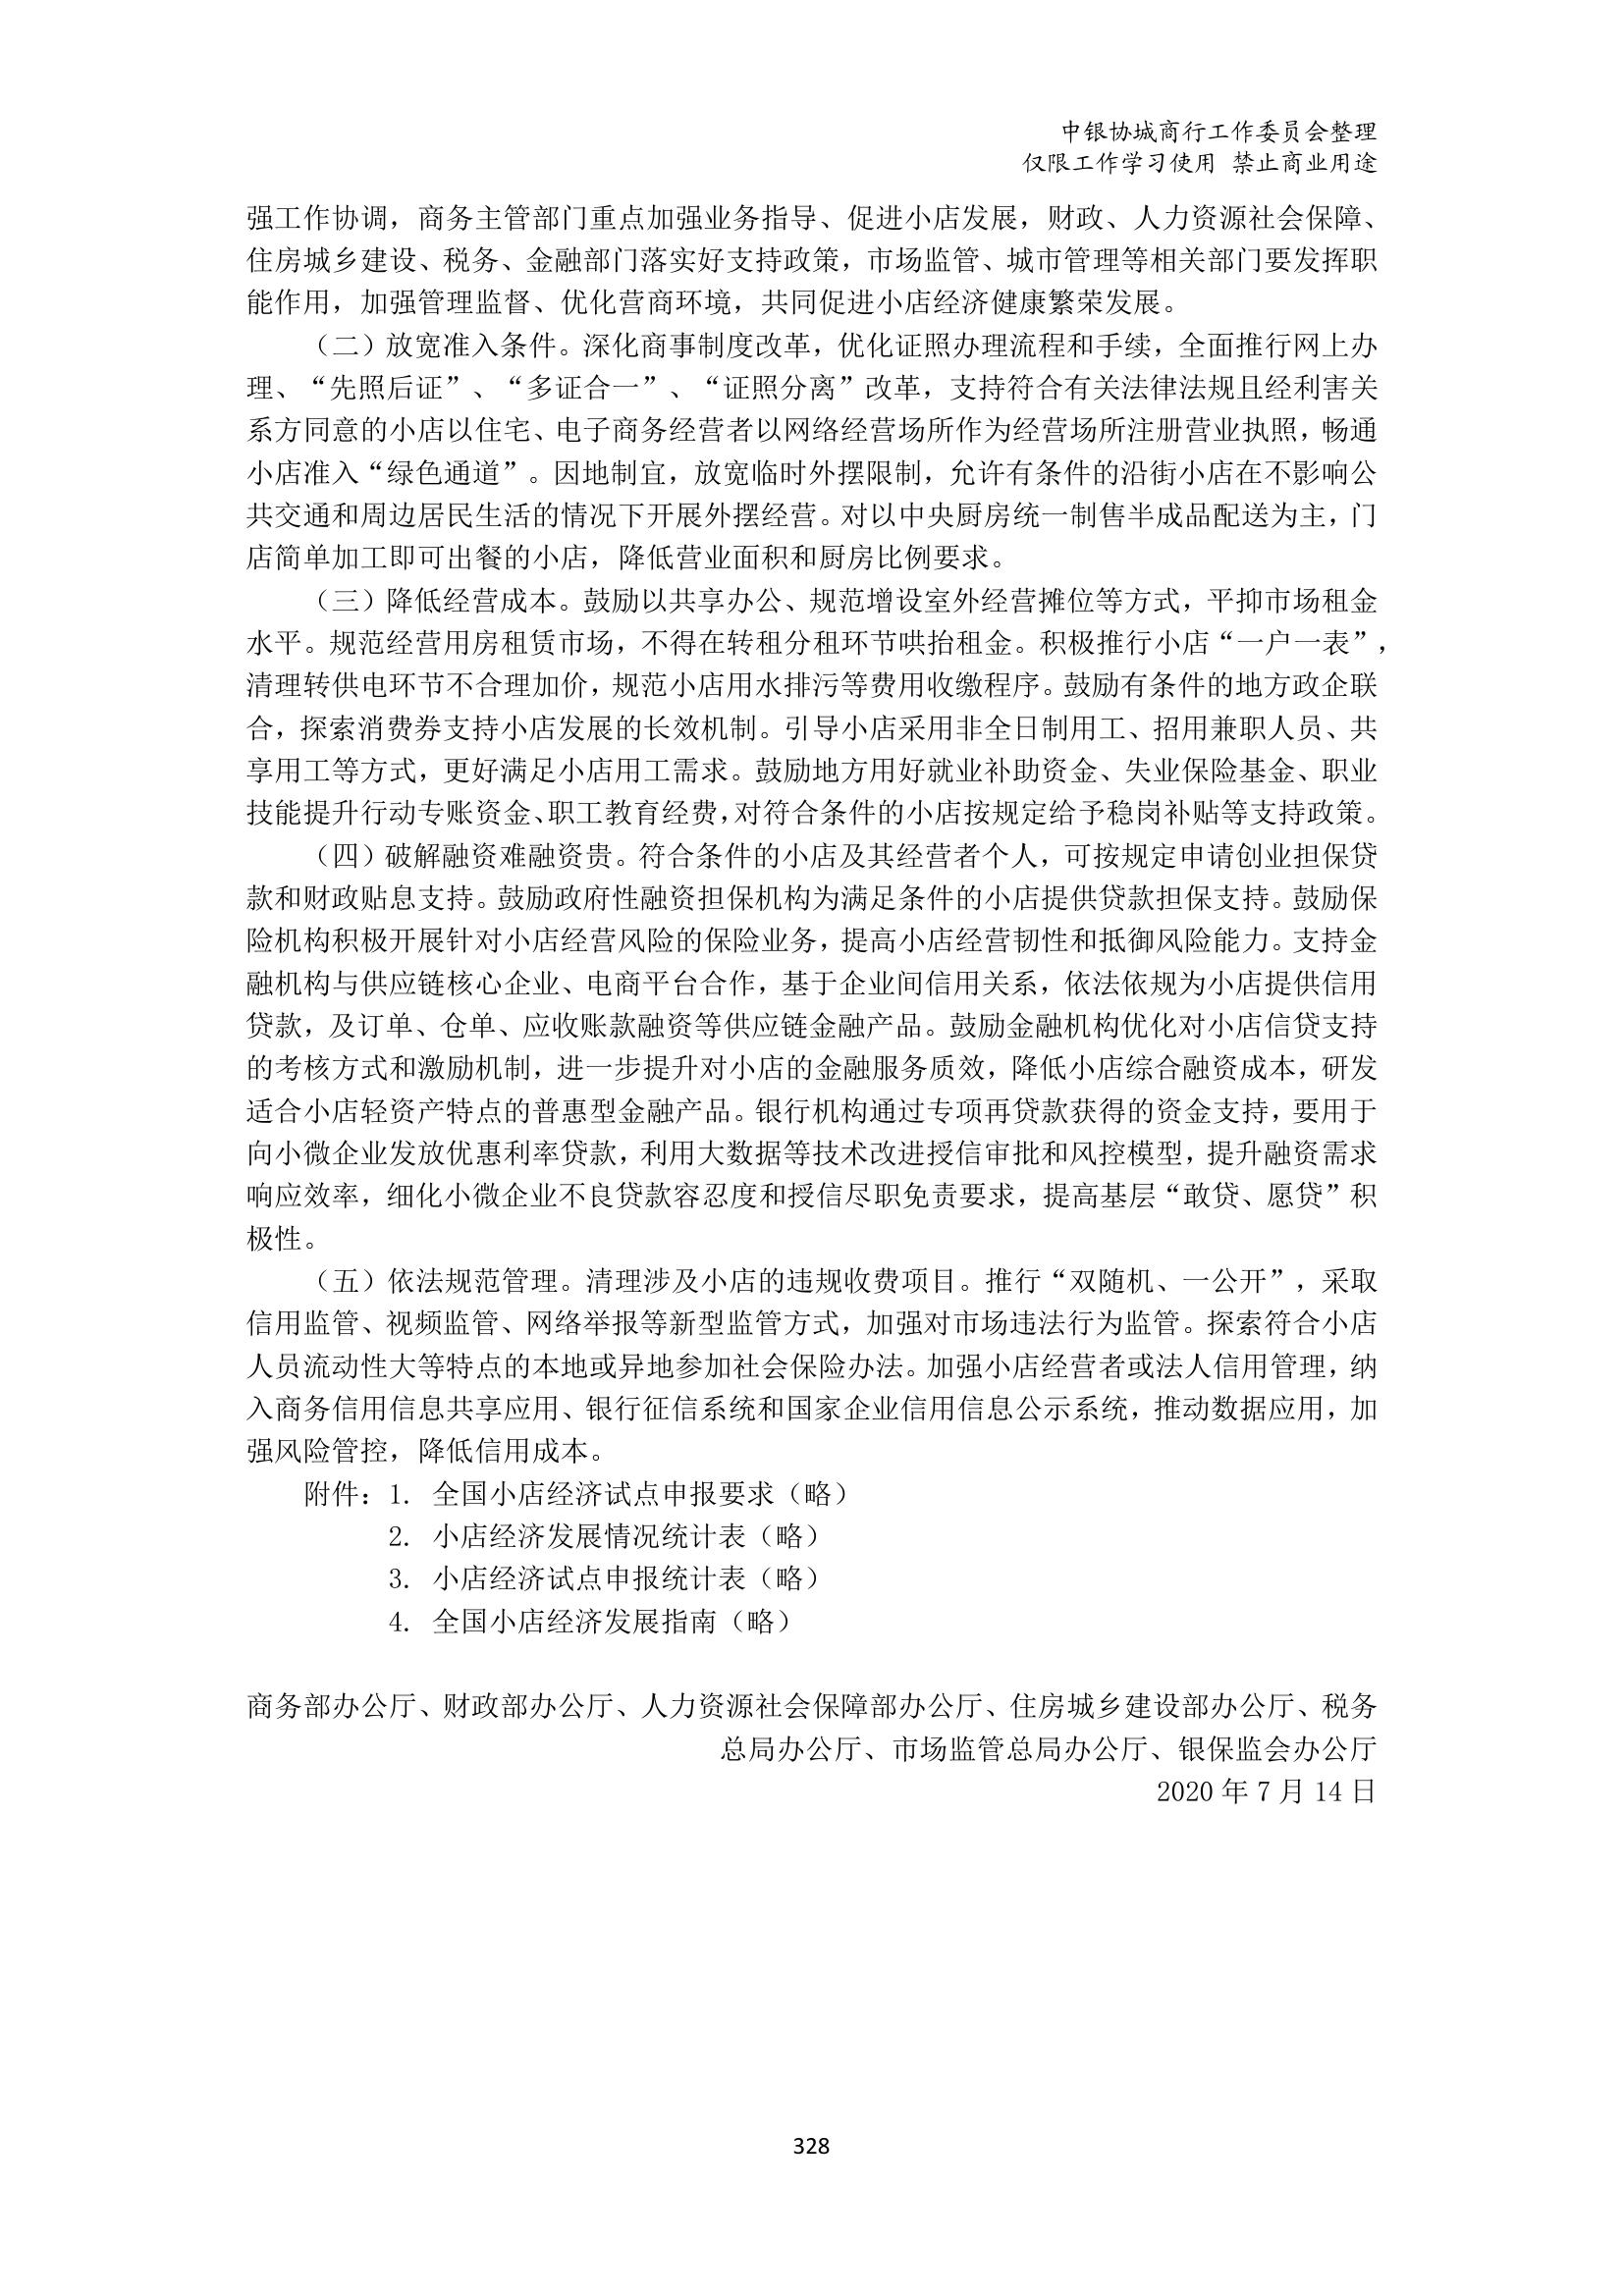 中银协城商行工作委员会整理
仅限工作学习使用 禁止商业用途
强工作协调，商务主管部门重点加强业务指导、促进小店发展，财政、人力资源社会保障、
住房城乡建设、税务、金融部门落实好支持政策，市场监管、城市管理等相关部门要发挥职
能作用，加强管理监督、优化营商环境，共同促进小店经济健康繁荣发展。
（二）放宽准入条件。深化商事制度改革，优化证照办理流程和手续，全面推行网上办
理、“先照后证”、“多证合一”、“证照分离”改革，支持符合有关法律法规且经利害关
系方同意的小店以住宅、电子商务经营者以网络经营场所作为经营场所注册营业执照，畅通
小店准入“绿色通道”。因地制宜，放宽临时外摆限制，允许有条件的沿街小店在不影响公
共交通和周边居民生活的情况下开展外摆经营。对以中央厨房统一制售半成品配送为主，门
店简单加工即可出餐的小店，降低营业面积和厨房比例要求。
（三）降低经营成本。鼓励以共享办公、规范增设室外经营摊位等方式，平抑市场租金
水平。规范经营用房租赁市场，不得在转租分租环节哄抬租金。积极推行小店“一户一表”，
清理转供电环节不合理加价，规范小店用水排污等费用收缴程序。鼓励有条件的地方政企联
合，探索消费券支持小店发展的长效机制。引导小店采用非全日制用工、招用兼职人员、共
享用工等方式，更好满足小店用工需求。鼓励地方用好就业补助资金、失业保险基金、职业
技能提升行动专账资金、职工教育经费，对符合条件的小店按规定给予稳岗补贴等支持政策。
（四）破解融资难融资贵。符合条件的小店及其经营者个人，可按规定申请创业担保贷
款和财政贴息支持。鼓励政府性融资担保机构为满足条件的小店提供贷款担保支持。鼓励保
险机构积极开展针对小店经营风险的保险业务，提高小店经营韧性和抵御风险能力。支持金
融机构与供应链核心企业、电商平台合作，基于企业间信用关系，依法依规为小店提供信用
贷款，及订单、仓单、应收账款融资等供应链金融产品。鼓励金融机构优化对小店信贷支持
的考核方式和激励机制，进一步提升对小店的金融服务质效，降低小店综合融资成本，研发
适合小店轻资产特点的普惠型金融产品。银行机构通过专项再贷款获得的资金支持，要用于
向小微企业发放优惠利率贷款，利用大数据等技术改进授信审批和风控模型，提升融资需求
响应效率，细化小微企业不良贷款容忍度和授信尽职免责要求，提高基层“敢贷、愿贷”积
极性。
（五）依法规范管理。清理涉及小店的违规收费项目。推行“双随机、一公开”，采取
信用监管、视频监管、网络举报等新型监管方式，加强对市场违法行为监管。探索符合小店
人员流动性大等特点的本地或异地参加社会保险办法。加强小店经营者或法人信用管理，纳
入商务信用信息共享应用、银行征信系统和国家企业信用信息公示系统，推动数据应用，加
强风险管控，降低信用成本。
附件：1. 全国小店经济试点申报要求（略）
2. 小店经济发展情况统计表（略）
3. 小店经济试点申报统计表（略）
4. 全国小店经济发展指南（略）
商务部办公厅、财政部办公厅、人力资源社会保障部办公厅、住房城乡建设部办公厅、税务
总局办公厅、市场监管总局办公厅、银保监会办公厅
2020 年 7 月 14 日
328